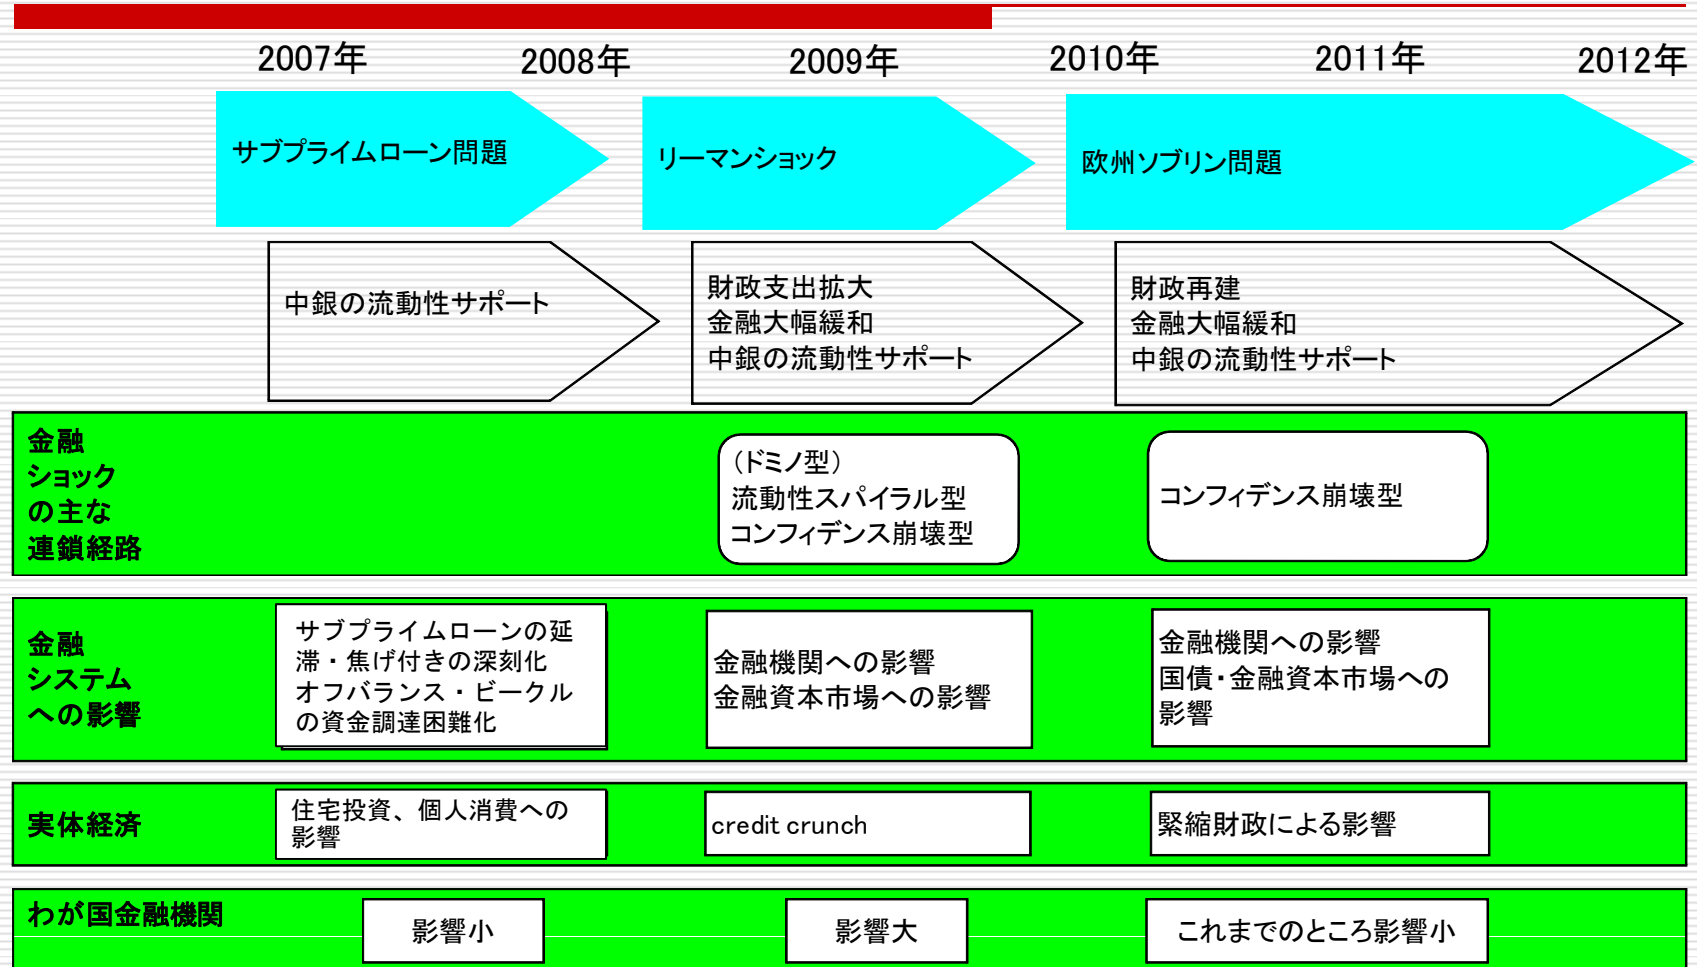 2007年
2008年
2009年
2010年
2011年
2012年
サブプライムローン問題
リーマンショック
欧州ソブリン問題
中銀の流動性サポート
財政支出拡大
金融大幅緩和
中銀の流動性サポート
財政再建
金融大幅緩和
中銀の流動性サポート
金融
ショック
の主な
連鎖経路
（ドミノ型）
流動性スパイラル型
コンフィデンス崩壊型
コンフィデンス崩壊型
金融
システム
への影響
サブプライムローンの延
滞・焦げ付きの深刻化
オフバランス・ビークル
の資金調達困難化
金融機関への影響
金融資本市場への影響
金融機関への影響
国債・金融資本市場への
影響
実体経済
住宅投資、個人消費への
影響
credit crunch
緊縮財政による影響
わが国金融機関
影響小
影響大
これまでのところ影響小